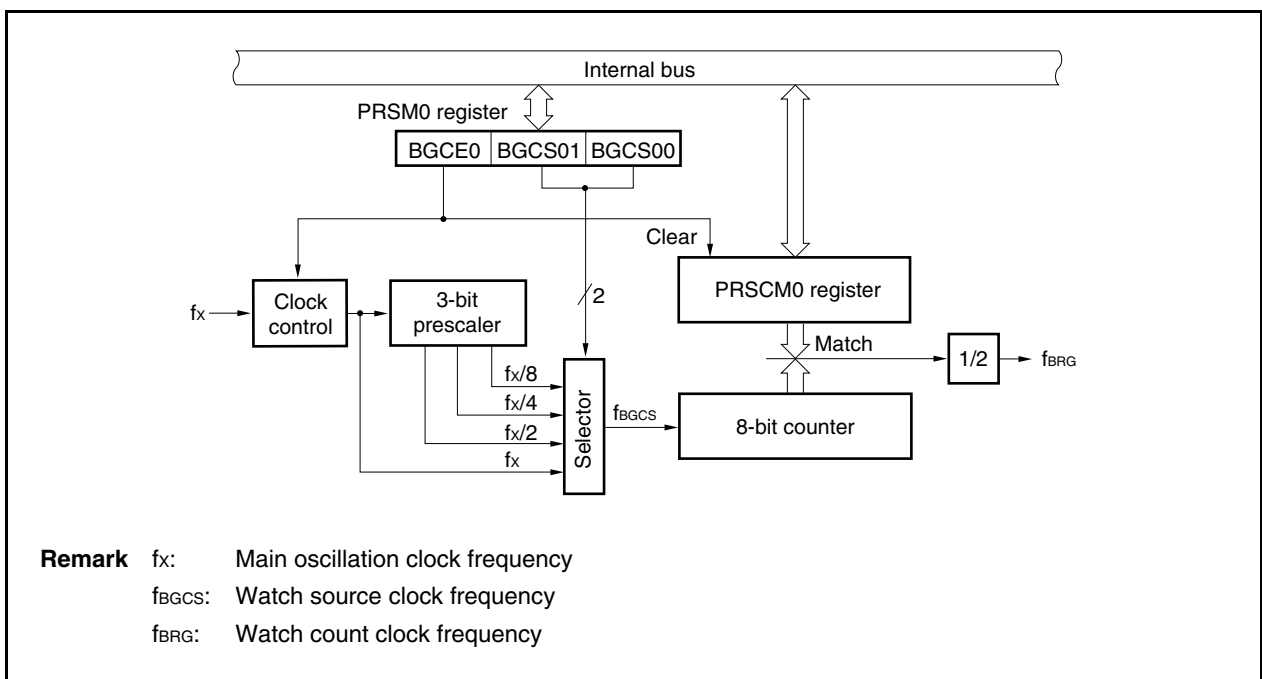 Internal bus
PRSM0 register
BGCE0 BGCS01 BGCS00
Clear
PRSCM0 register
fx
Clock
control
3-bit
prescaler
2
Match
1/2
fBRG
fx/8
fx/4
fx/2
fx
Selector
fBGCS
8-bit counter
Remark fx: Main oscillation clock frequency
fBGCS: Watch source clock frequency
fBRG: Watch count clock frequency